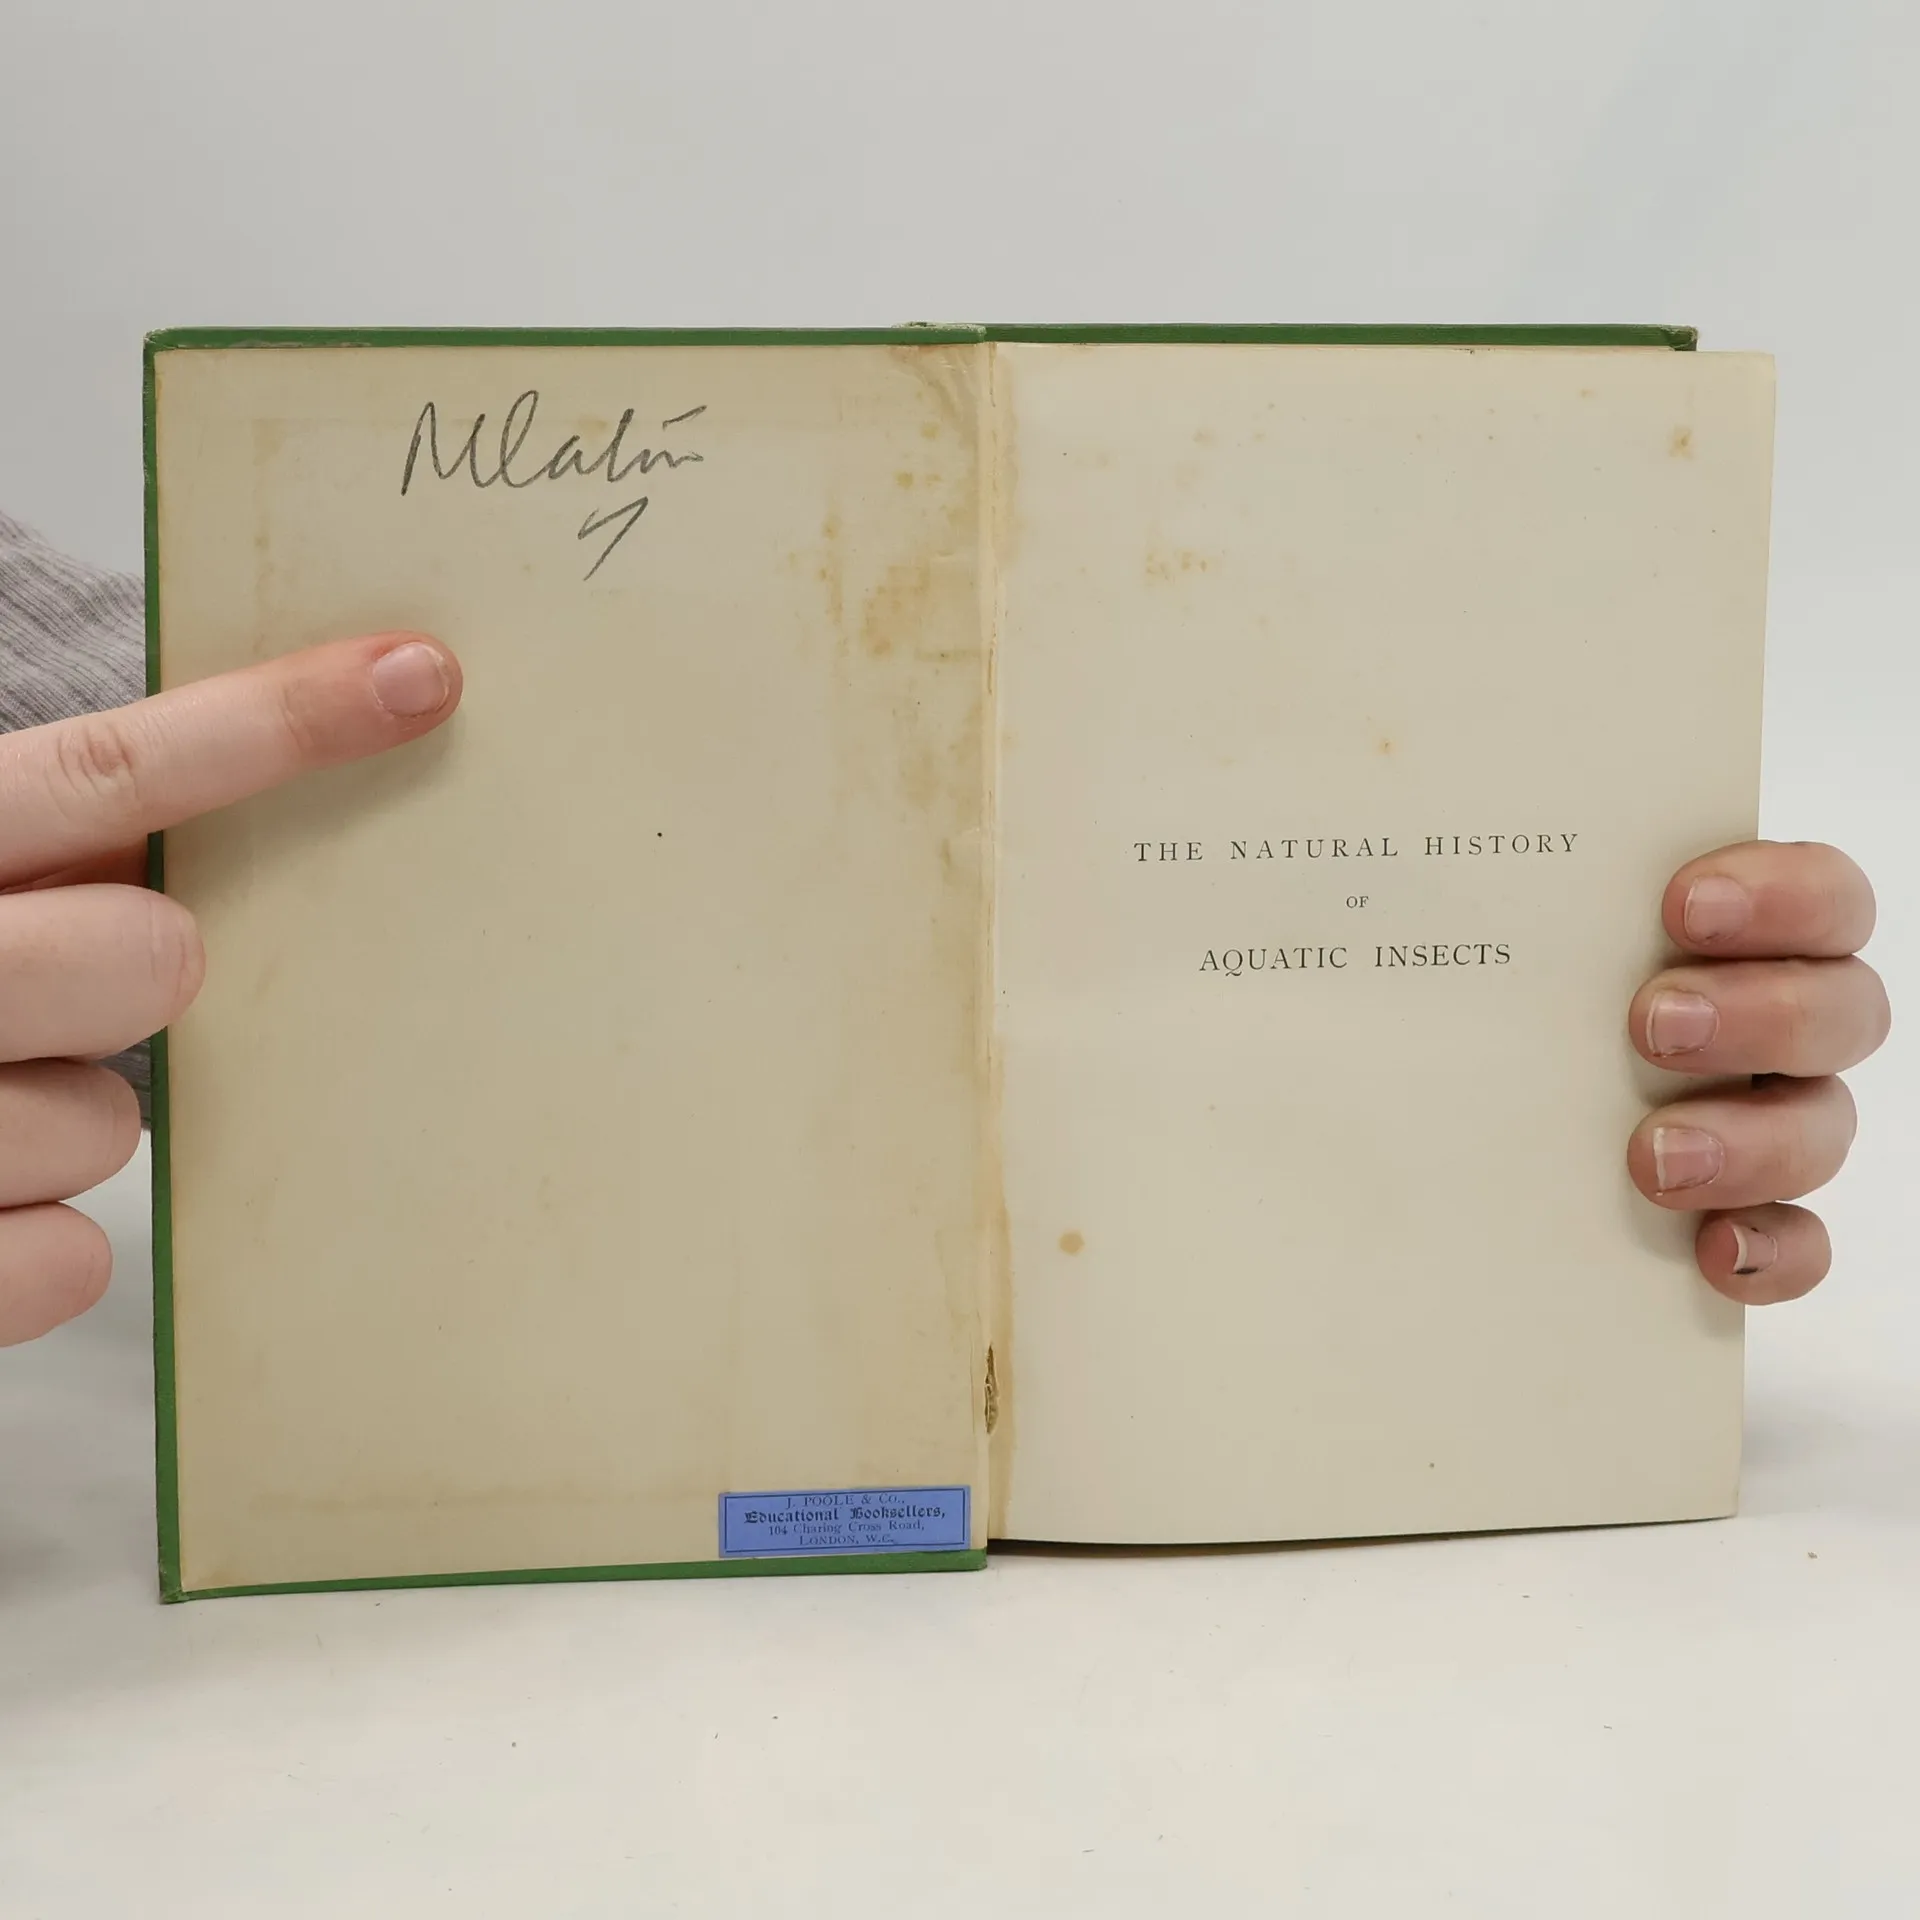 THE NATURAL HISTORY
OF
AQUATIC INSECTS
J. POOLE & CO.,
Educational Booksellers,
104 Charing Cross Road,
LONDON, W.C.